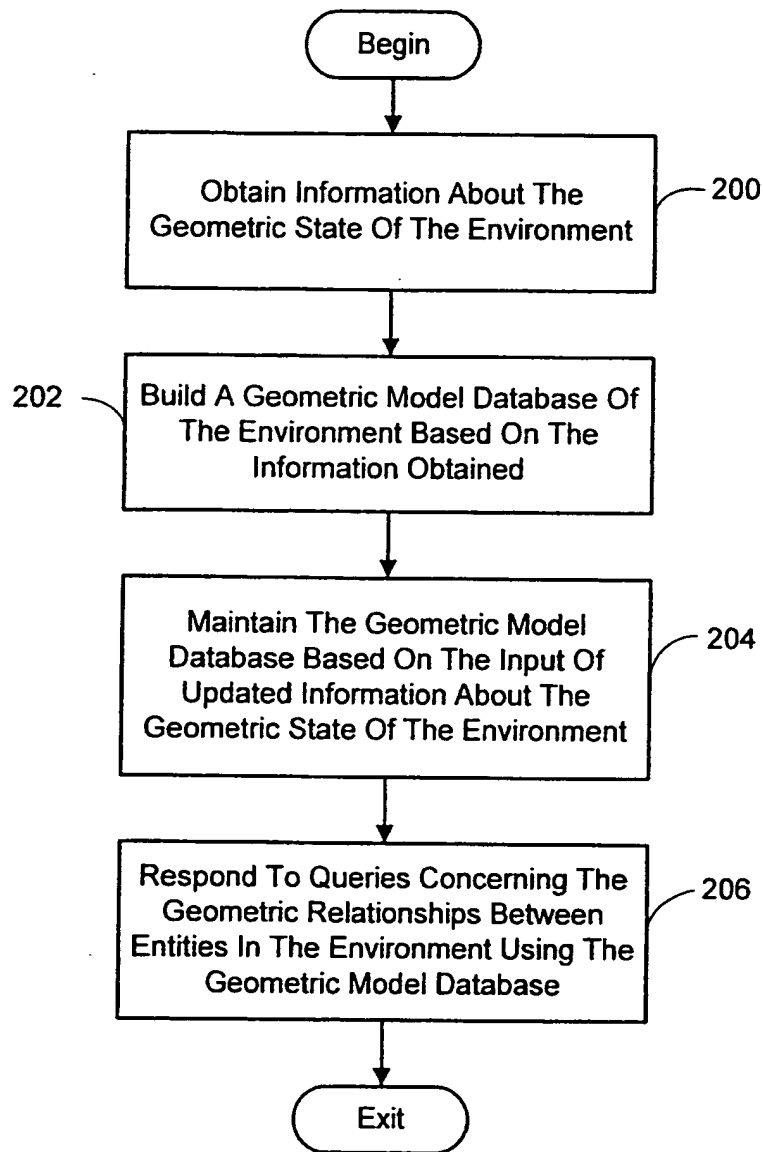 Begin
Obtain Information About The
Geometric State Of The Environment
200
202
Build A Geometric Model Database Of
The Environment Based On The
Information Obtained
Maintain The Geometric Model
Database Based On The Input Of
Updated Information About The
Geometric State Of The Environment
204
Respond To Queries Concerning The
Geometric Relationships Between
Entities In The Environment Using The
Geometric Model Database
206
Exit